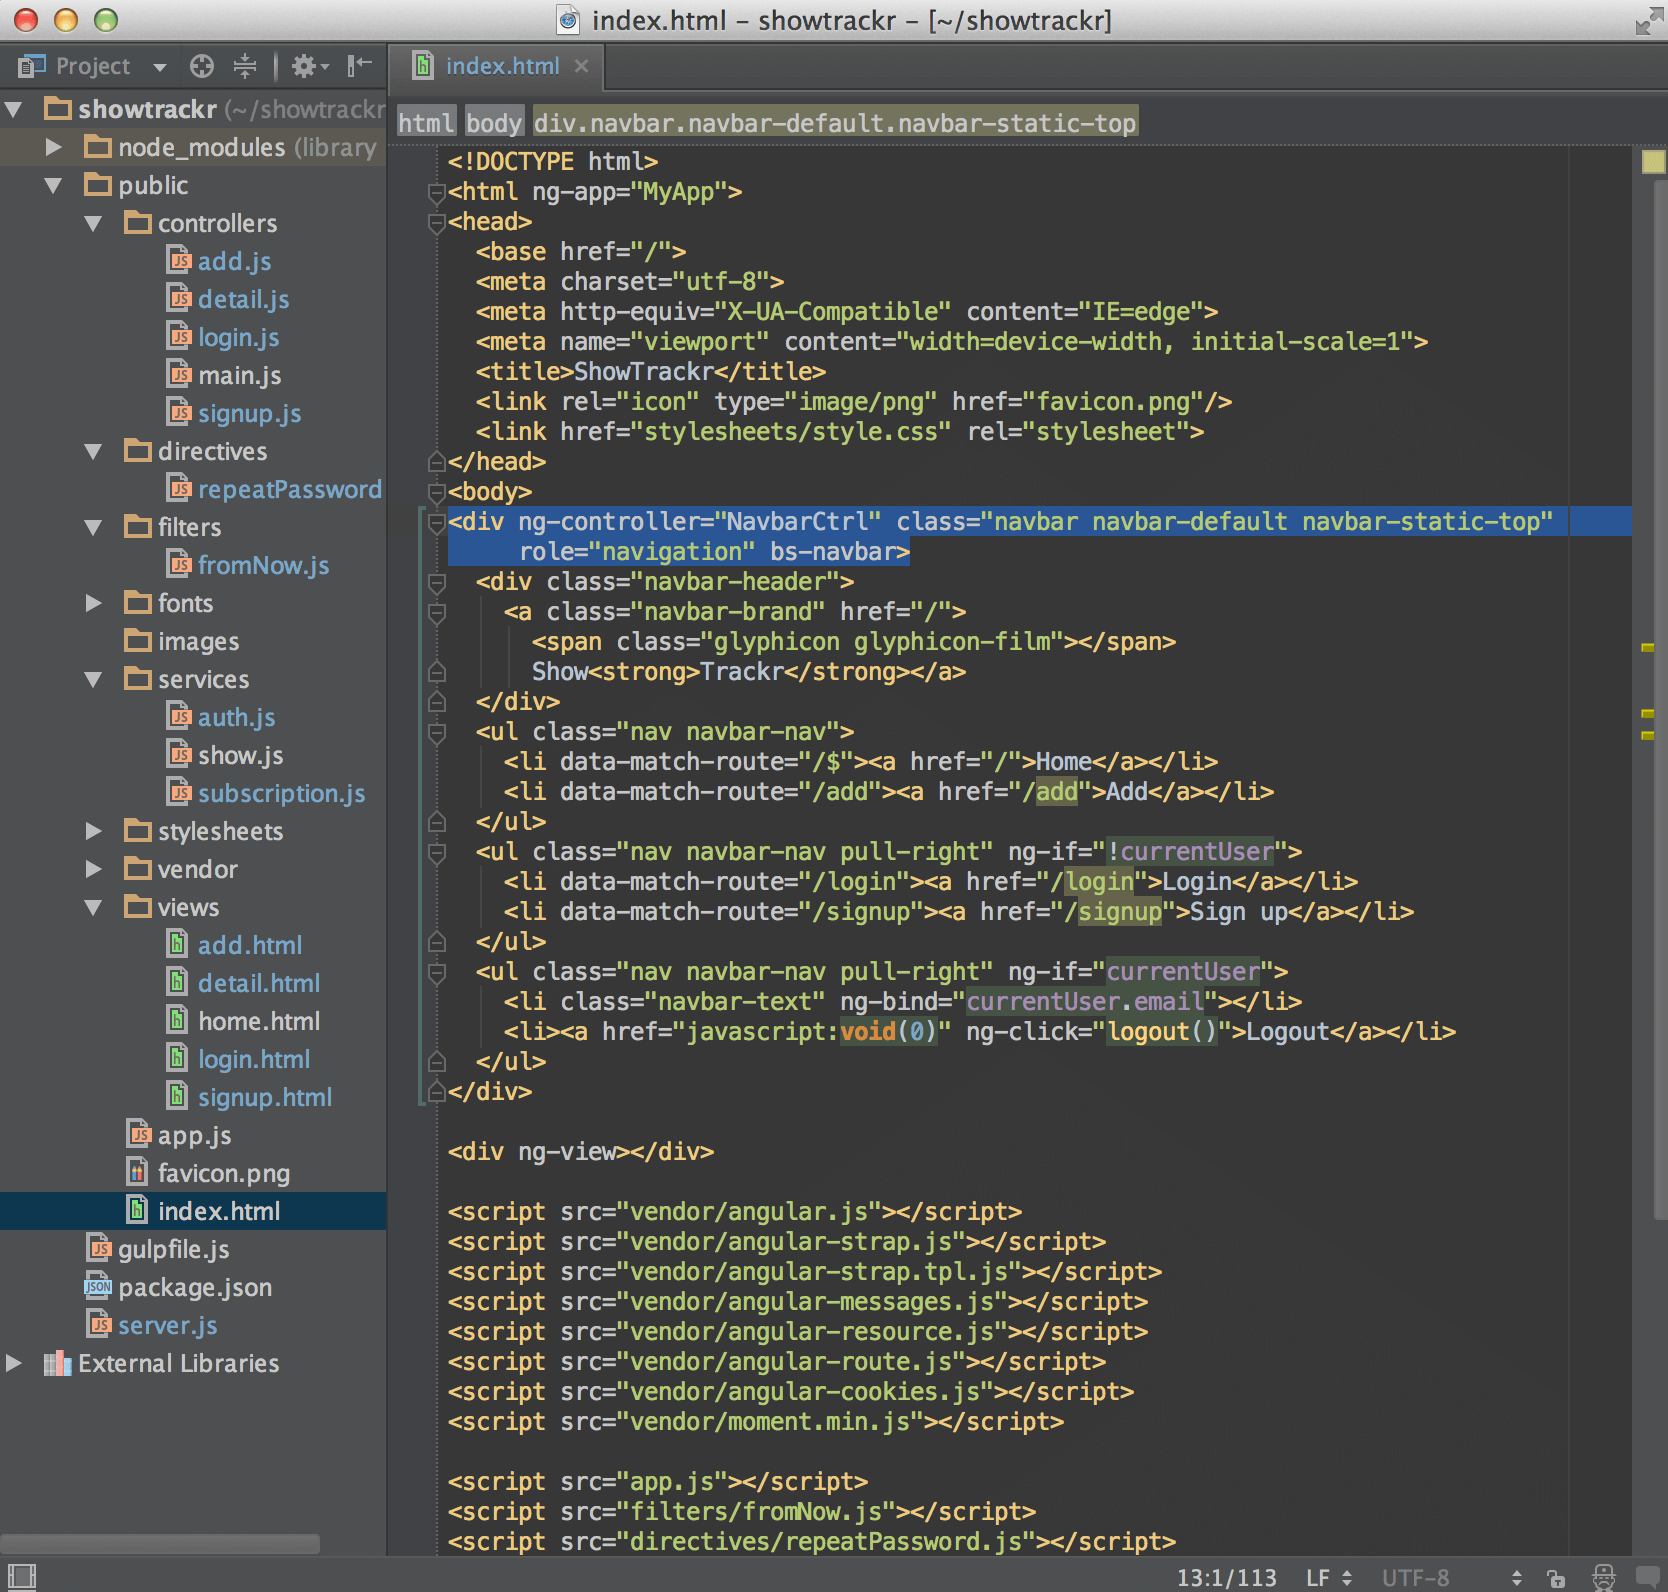 index.html – showtrackr – [~/showtrackr]
Project
index.html
showtrackr (~/showtrackr
node_modules (library
public
controllers
add.js
detail.js
login.js
main.js
signup.js
directives
repeatPassword
filters
fromNow.js
fonts
images
services
auth.js
show.js
subscription.js
stylesheets
vendor
views
add.html
detail.html
home.html
login.html
signup.html
app.js
favicon.png
index.html
gulpfile.js
package.json
server.js
External Libraries
html body div.navbar.navbar-default.navbar-static-top
<!DOCTYPE html>
<html ng-app="MyApp">
<head>
  <base href="/">
  <meta charset="utf-8">
  <meta http-equiv="X-UA-Compatible" content="IE=edge">
  <meta name="viewport" content="width=device-width, initial-scale=1">
  <title>ShowTrackr</title>
  <link rel="icon" type="image/png" href="favicon.png"/>
  <link href="stylesheets/style.css" rel="stylesheet">
</head>
<body>
<div ng-controller="NavbarCtrl" class="navbar navbar-default navbar-static-top"
     role="navigation" bs-navbar>
  <div class="navbar-header">
    <a class="navbar-brand" href="/">
      <span class="glyphicon glyphicon-film"></span>
      Show<strong>Trackr</strong></a>
  </div>
  <ul class="nav navbar-nav">
    <li data-match-route="/$"><a href="/">Home</a></li>
    <li data-match-route="/add"><a href="/add">Add</a></li>
  </ul>
  <ul class="nav navbar-nav pull-right" ng-if="!currentUser">
    <li data-match-route="/login"><a href="/login">Login</a></li>
    <li data-match-route="/signup"><a href="/signup">Sign up</a></li>
  </ul>
  <ul class="nav navbar-nav pull-right" ng-if="currentUser">
    <li class="navbar-text" ng-bind="currentUser.email"></li>
    <li><a href="javascript:void(0)" ng-click="logout()">Logout</a></li>
  </ul>
</div>
<div ng-view></div>
<script src="vendor/angular.js"></script>
<script src="vendor/angular-strap.js"></script>
<script src="vendor/angular-strap.tpl.js"></script>
<script src="vendor/angular-messages.js"></script>
<script src="vendor/angular-resource.js"></script>
<script src="vendor/angular-route.js"></script>
<script src="vendor/angular-cookies.js"></script>
<script src="vendor/moment.min.js"></script>
<script src="app.js"></script>
<script src="filters/fromNow.js"></script>
<script src="directives/repeatPassword.js"></script>
13:1/113 LF UTF-8